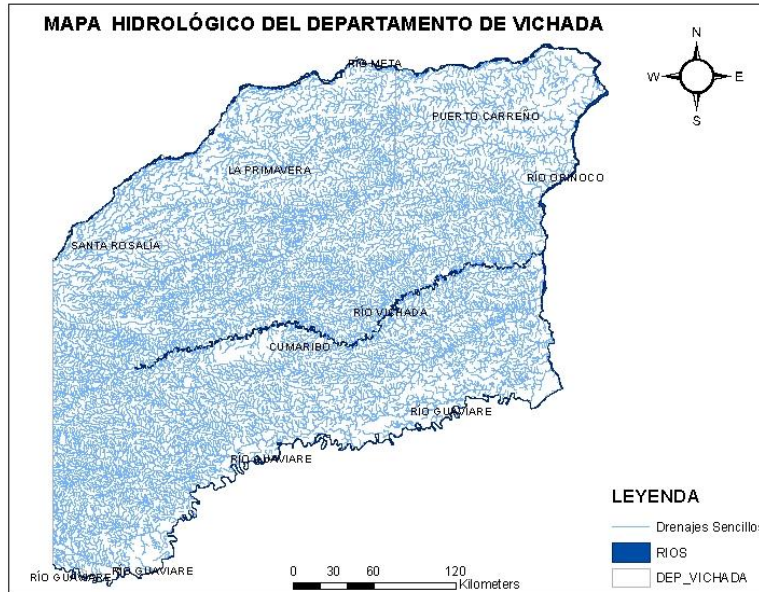 MAPA HIDROLÓGICO DEL DEPARTAMENTO DE VICHADA
N
W E
S
RÍO META
PUERTO CARREÑO
LA PRIMAVERA
RÍO ORINOCO
SANTA ROSALIA
RÍO VICHADA
CUMARIBO
RÍO GUAVIARE
RÍO GUAVIARE
RÍO GUAVIARE
RÍO GUAVIARE
LEYENDA
Drenajes Sencillos
RIOS
DEP_VICHADA
0 30 60 120
Kilometers